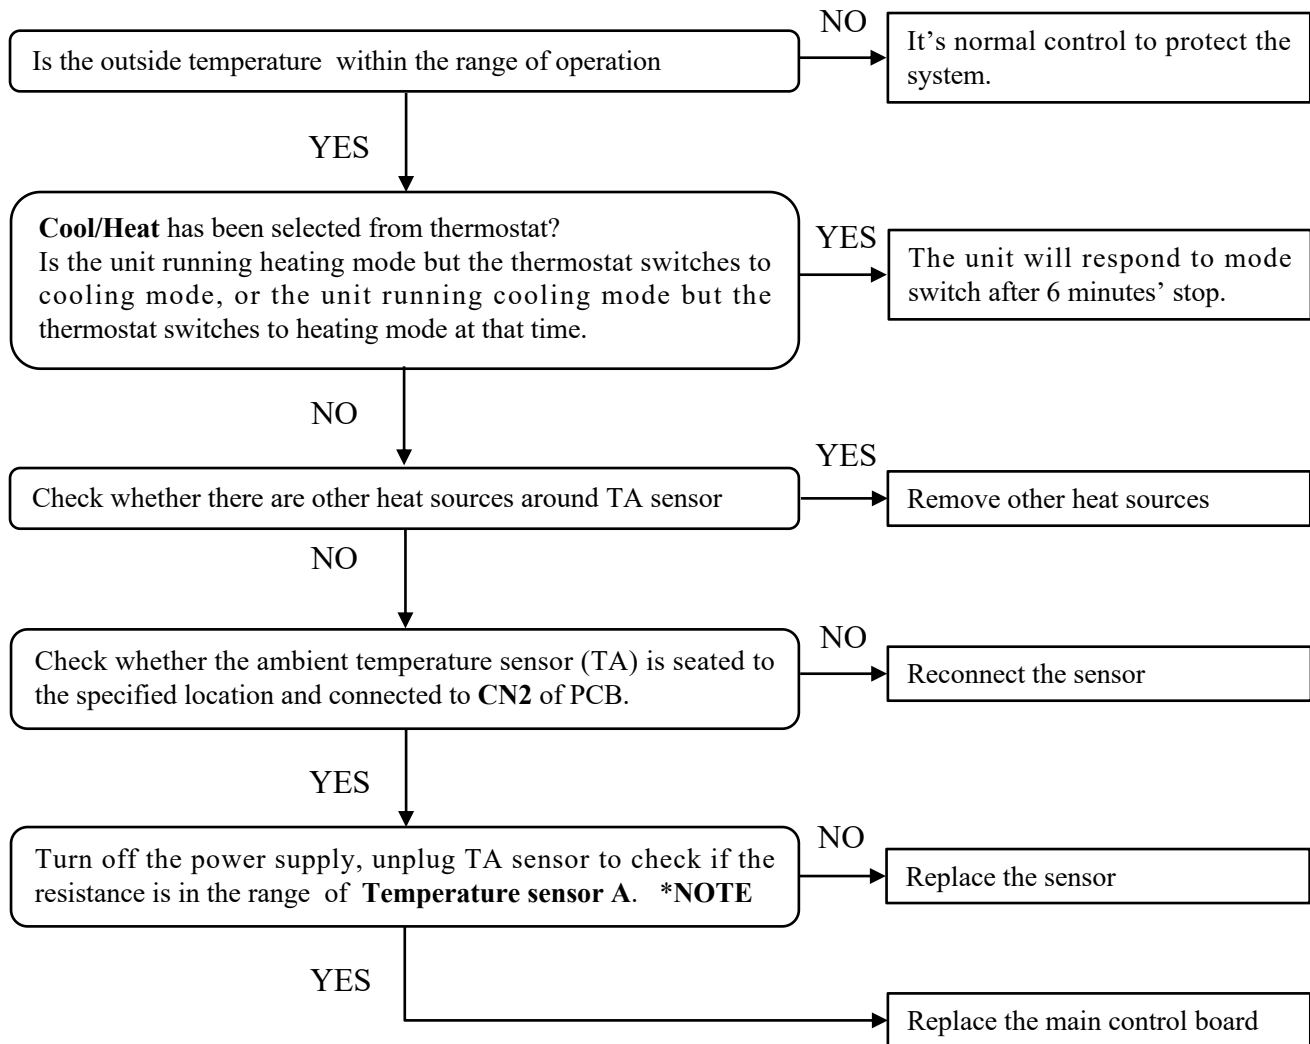 NO
Is the outside temperature within the range of operation
It's normal control to protect the
system.
YES
Cool/Heat has been selected from thermostat?
Is the unit running heating mode but the thermostat switches to
cooling mode, or the unit running cooling mode but the
thermostat switches to heating mode at that time.
YES
The unit will respond to mode
switch after 6 minutes' stop.
NO
YES
Check whether there are other heat sources around TA sensor
Remove other heat sources
NO
Check whether the ambient temperature sensor (TA) is seated to
the specified location and connected to CN2 of PCB.
NO
Reconnect the sensor
YES
Turn off the power supply, unplug TA sensor to check if the
resistance is in the range of Temperature sensor A. *NOTE
NO
Replace the sensor
YES
Replace the main control board